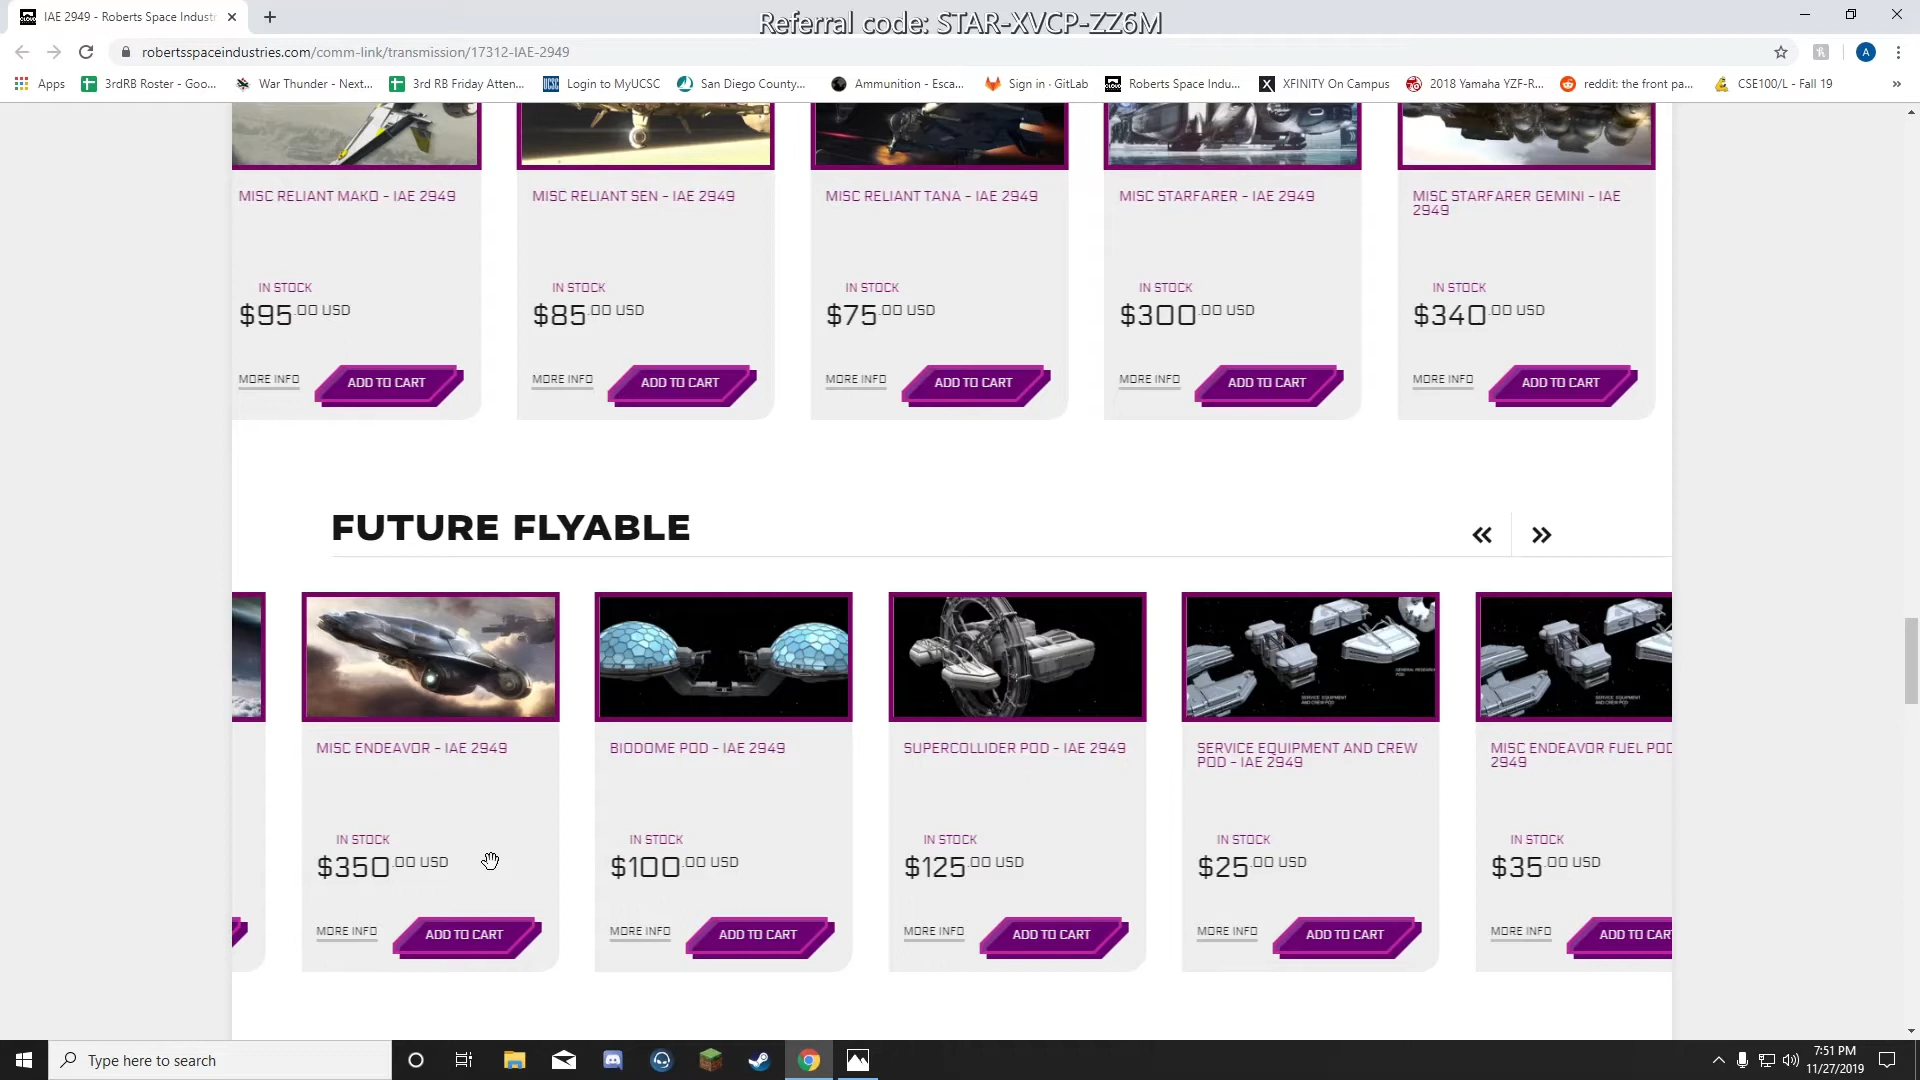 IAE 2949 - Roberts Space Industr
Referral code: STAR-XVCP-ZZ6M
robertsspaceindustries.com/comm-link/transmission/17312-IAE-2949
A
Apps
3rdRB Roster - Goo...
War Thunder - Next...
3rd RB Friday Atten...
Login to MyUCSC
San Diego County...
Ammunition - Esca...
Sign in · GitLab
Roberts Space Indu...
XFINITY On Campus
2018 Yamaha YZF-R...
reddit: the front pa...
CSE100/L - Fall 19
MISC RELIANT MAKO - IAE 2949
IN STOCK
$95.00 USD
MORE INFO
ADD TO CART
MISC RELIANT SEN - IAE 2949
IN STOCK
$85.00 USD
MORE INFO
ADD TO CART
MISC RELIANT TANA - IAE 2949
IN STOCK
$75.00 USD
MORE INFO
ADD TO CART
MISC STARFARER - IAE 2949
IN STOCK
$300.00 USD
MORE INFO
ADD TO CART
MISC STARFARER GEMINI - IAE
2949
IN STOCK
$340.00 USD
MORE INFO
ADD TO CART
FUTURE FLYABLE
MISC ENDEAVOR - IAE 2949
IN STOCK
$350.00 USD
MORE INFO
ADD TO CART
BIODOME POD - IAE 2949
IN STOCK
$100.00 USD
MORE INFO
ADD TO CART
SUPERCOLLIDER POD - IAE 2949
IN STOCK
$125.00 USD
MORE INFO
ADD TO CART
SERVICE EQUIPMENT
AND CREW POD
SERVICE EQUIPMENT AND CREW
POD - IAE 2949
IN STOCK
$25.00 USD
MORE INFO
ADD TO CART
SERVICE EQUIPMENT
AND CREW POD
MISC ENDEAVOR FUEL POD
2949
IN STOCK
$35.00 USD
MORE INFO
ADD TO CAR
Type here to search
7:51 PM
11/27/2019